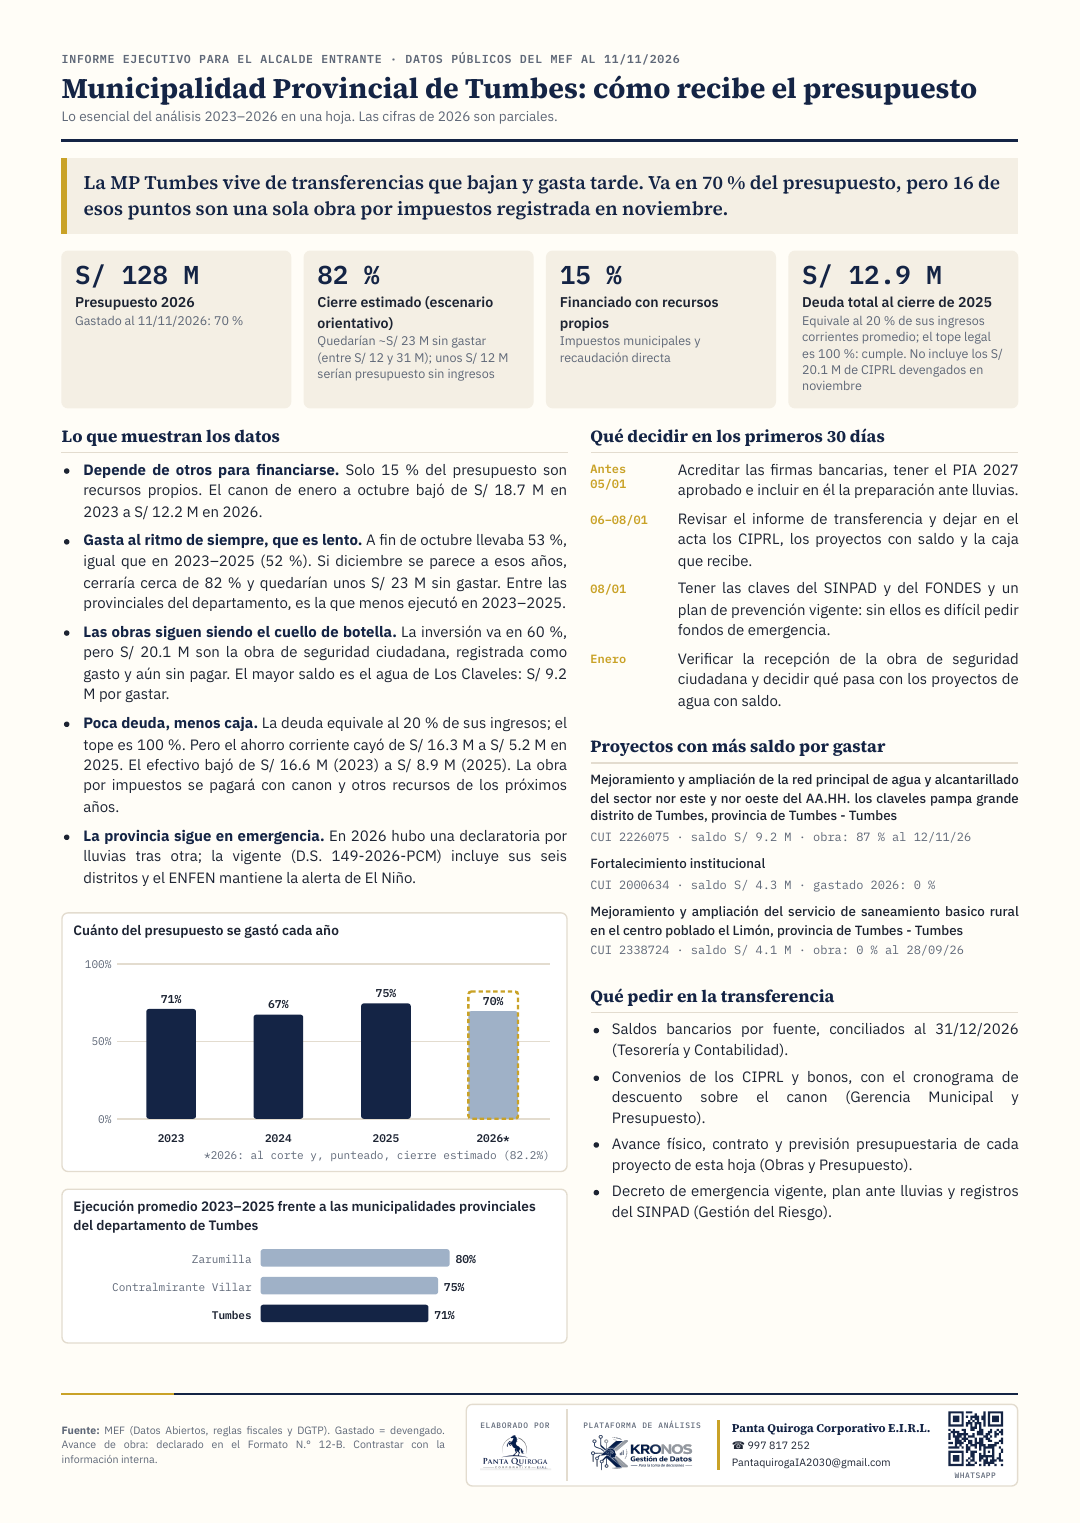 INFORME EJECUTIVO PARA EL ALCALDE ENTRANTE · DATOS PÚBLICOS DEL MEF AL 11/11/2026
Municipalidad Provincial de Tumbes: cómo recibe el presupuesto
Lo esencial del análisis 2023–2026 en una hoja. Las cifras de 2026 son parciales.
La MP Tumbes vive de transferencias que bajan y gasta tarde. Va en 70 % del presupuesto, pero 16 de
esos puntos son una sola obra por impuestos registrada en noviembre.
S/ 128 M
Presupuesto 2026
Gastado al 11/11/2026: 70 %
82 %
Cierre estimado (escenario
orientativo)
Quedarían ~S/ 23 M sin gastar
(entre S/ 12 y 31 M); unos S/ 12 M
serían presupuesto sin ingresos
15 %
Financiado con recursos
propios
Impuestos municipales y
recaudación directa
S/ 12.9 M
Deuda total al cierre de 2025
Equivale al 20 % de sus ingresos
corrientes promedio; el tope legal
es 100 %: cumple. No incluye los S/
20.1 M de CIPRL devengados en
noviembre
Lo que muestran los datos
• Depende de otros para financiarse. Solo 15 % del presupuesto son
recursos propios. El canon de enero a octubre bajó de S/ 18.7 M en
2023 a S/ 12.2 M en 2026.
• Gasta al ritmo de siempre, que es lento. A fin de octubre llevaba 53 %,
igual que en 2023–2025 (52 %). Si diciembre se parece a esos años,
cerraría cerca de 82 % y quedarían unos S/ 23 M sin gastar. Entre las
provinciales del departamento, es la que menos ejecutó en 2023–2025.
• Las obras siguen siendo el cuello de botella. La inversión va en 60 %,
pero S/ 20.1 M son la obra de seguridad ciudadana, registrada como
gasto y aún sin pagar. El mayor saldo es el agua de Los Claveles: S/ 9.2
M por gastar.
• Poca deuda, menos caja. La deuda equivale al 20 % de sus ingresos; el
tope es 100 %. Pero el ahorro corriente cayó de S/ 16.3 M a S/ 5.2 M en
2025. El efectivo bajó de S/ 16.6 M (2023) a S/ 8.9 M (2025). La obra
por impuestos se pagará con canon y otros recursos de los próximos
años.
• La provincia sigue en emergencia. En 2026 hubo una declaratoria por
lluvias tras otra; la vigente (D.S. 149-2026-PCM) incluye sus seis
distritos y el ENFEN mantiene la alerta de El Niño.
Cuánto del presupuesto se gastó cada año
100%
50%
0%
71%
67%
75%
70%
2023
2024
2025
2026*
*2026: al corte y, punteado, cierre estimado (82.2%)
Ejecución promedio 2023–2025 frente a las municipalidades provinciales
del departamento de Tumbes
Zarumilla 80%
Contralmirante Villar 75%
Tumbes 71%
Qué decidir en los primeros 30 días
Antes
05/01
Acreditar las firmas bancarias, tener el PIA 2027
aprobado e incluir en él la preparación ante lluvias.
06–08/01
Revisar el informe de transferencia y dejar en el
acta los CIPRL, los proyectos con saldo y la caja
que recibe.
08/01
Tener las claves del SINPAD y del FONDES y un
plan de prevención vigente: sin ellos es difícil pedir
fondos de emergencia.
Enero
Verificar la recepción de la obra de seguridad
ciudadana y decidir qué pasa con los proyectos de
agua con saldo.
Proyectos con más saldo por gastar
Mejoramiento y ampliación de la red principal de agua y alcantarillado
del sector nor este y nor oeste del AA.HH. los claveles pampa grande
distrito de Tumbes, provincia de Tumbes - Tumbes
CUI 2226075 · saldo S/ 9.2 M · obra: 87 % al 12/11/26
Fortalecimiento institucional
CUI 2000634 · saldo S/ 4.3 M · gastado 2026: 0 %
Mejoramiento y ampliación del servicio de saneamiento basico rural
en el centro poblado el Limón, provincia de Tumbes - Tumbes
CUI 2338724 · saldo S/ 4.1 M · obra: 0 % al 28/09/26
Qué pedir en la transferencia
• Saldos bancarios por fuente, conciliados al 31/12/2026
(Tesorería y Contabilidad).
• Convenios de los CIPRL y bonos, con el cronograma de
descuento sobre el canon (Gerencia Municipal y
Presupuesto).
• Avance físico, contrato y previsión presupuestaria de cada
proyecto de esta hoja (Obras y Presupuesto).
• Decreto de emergencia vigente, plan ante lluvias y registros
del SINPAD (Gestión del Riesgo).
Fuente: MEF (Datos Abiertos, reglas fiscales y DGTP). Gastado = devengado.
Avance de obra: declarado en el Formato N.° 12-B. Contrastar con la
información interna.
ELABORADO POR
PANTA QUIROGA
PLATAFORMA DE ANÁLISIS
KRONOS
Gestión de Datos
Panta Quiroga Corporativo E.I.R.L.
☎ 997 817 252
PantaquirogaIA2030@gmail.com
WHATSAPP